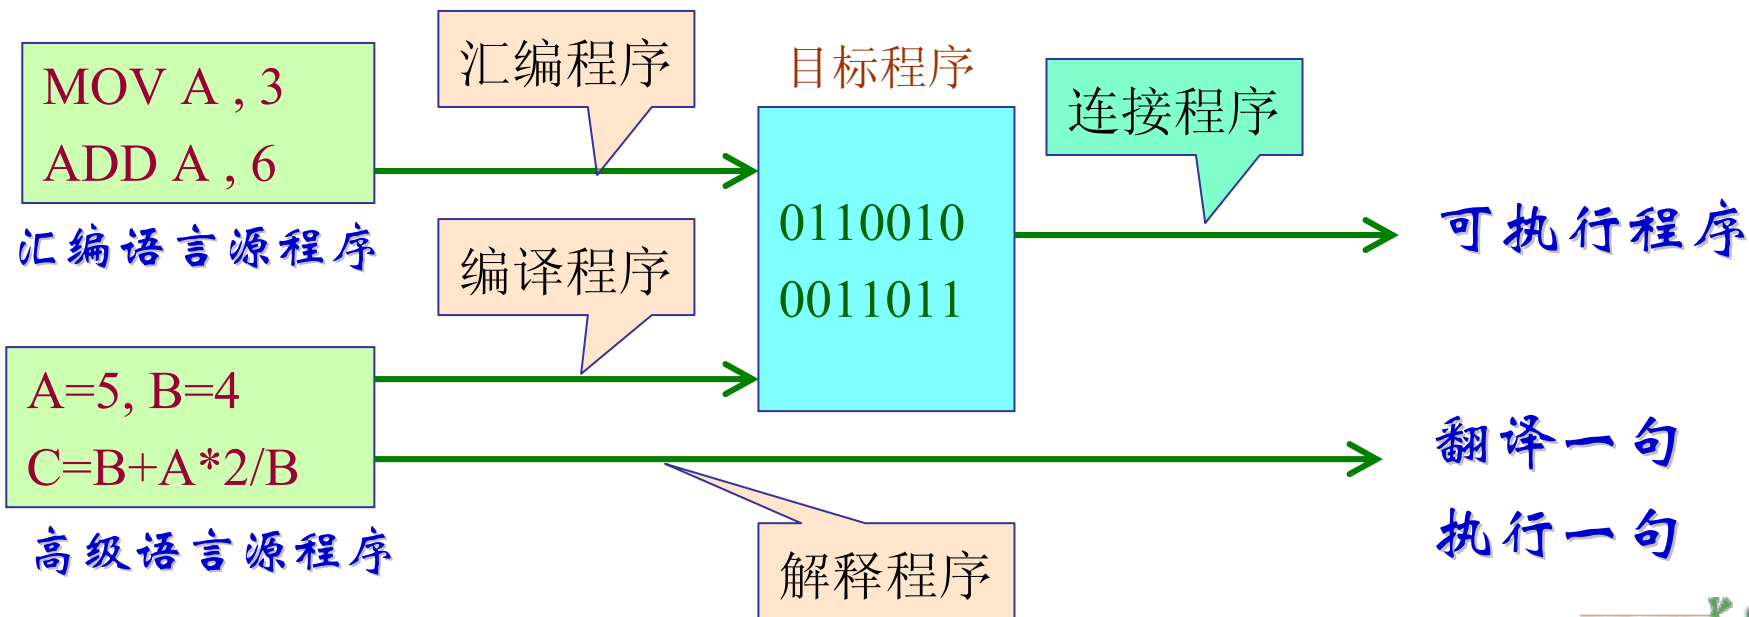 汇编程序
目标程序
MOV A , 3
ADD A , 6
连接程序
汇编语言源程序
编译程序
0110010
0011011
可执行程序
A=5, B=4
C=B+A*2/B
翻译一句
执行一句
高级语言源程序
解释程序